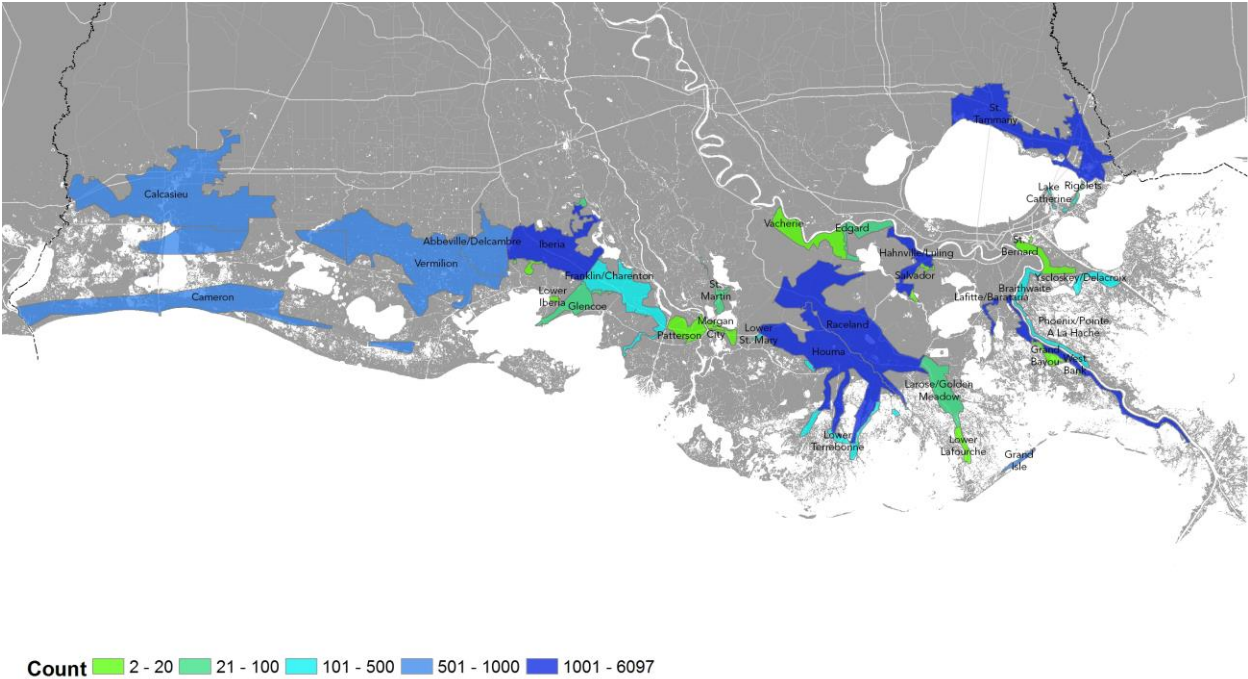 St.
Tammany
Calcasieu
Lake
Catherine
Rigolets
Vacherie
Edgard
Abbeville/Delcambre
Iberia
Hahnville/Luling
St.
Bernard
Vermilion
Franklin/Charenton
Salvador
Yscloskey/Delacroix
Braithwaite
Cameron
Lower
Iberia
Glencoe
St.
Martin
Lafitte/Barataria
Morgan
City
Patterson
Lower
St. Mary
Raceland
Phoenix/Pointe
A La Hache
Houma
Grand
Bayou
West
Bank
Larose/Golden
Meadow
Lower
Terrebonne
Lower
Lafourche
Grand
Isle
Count 2 - 20 21 - 100 101 - 500 501 - 1000 1001 - 6097